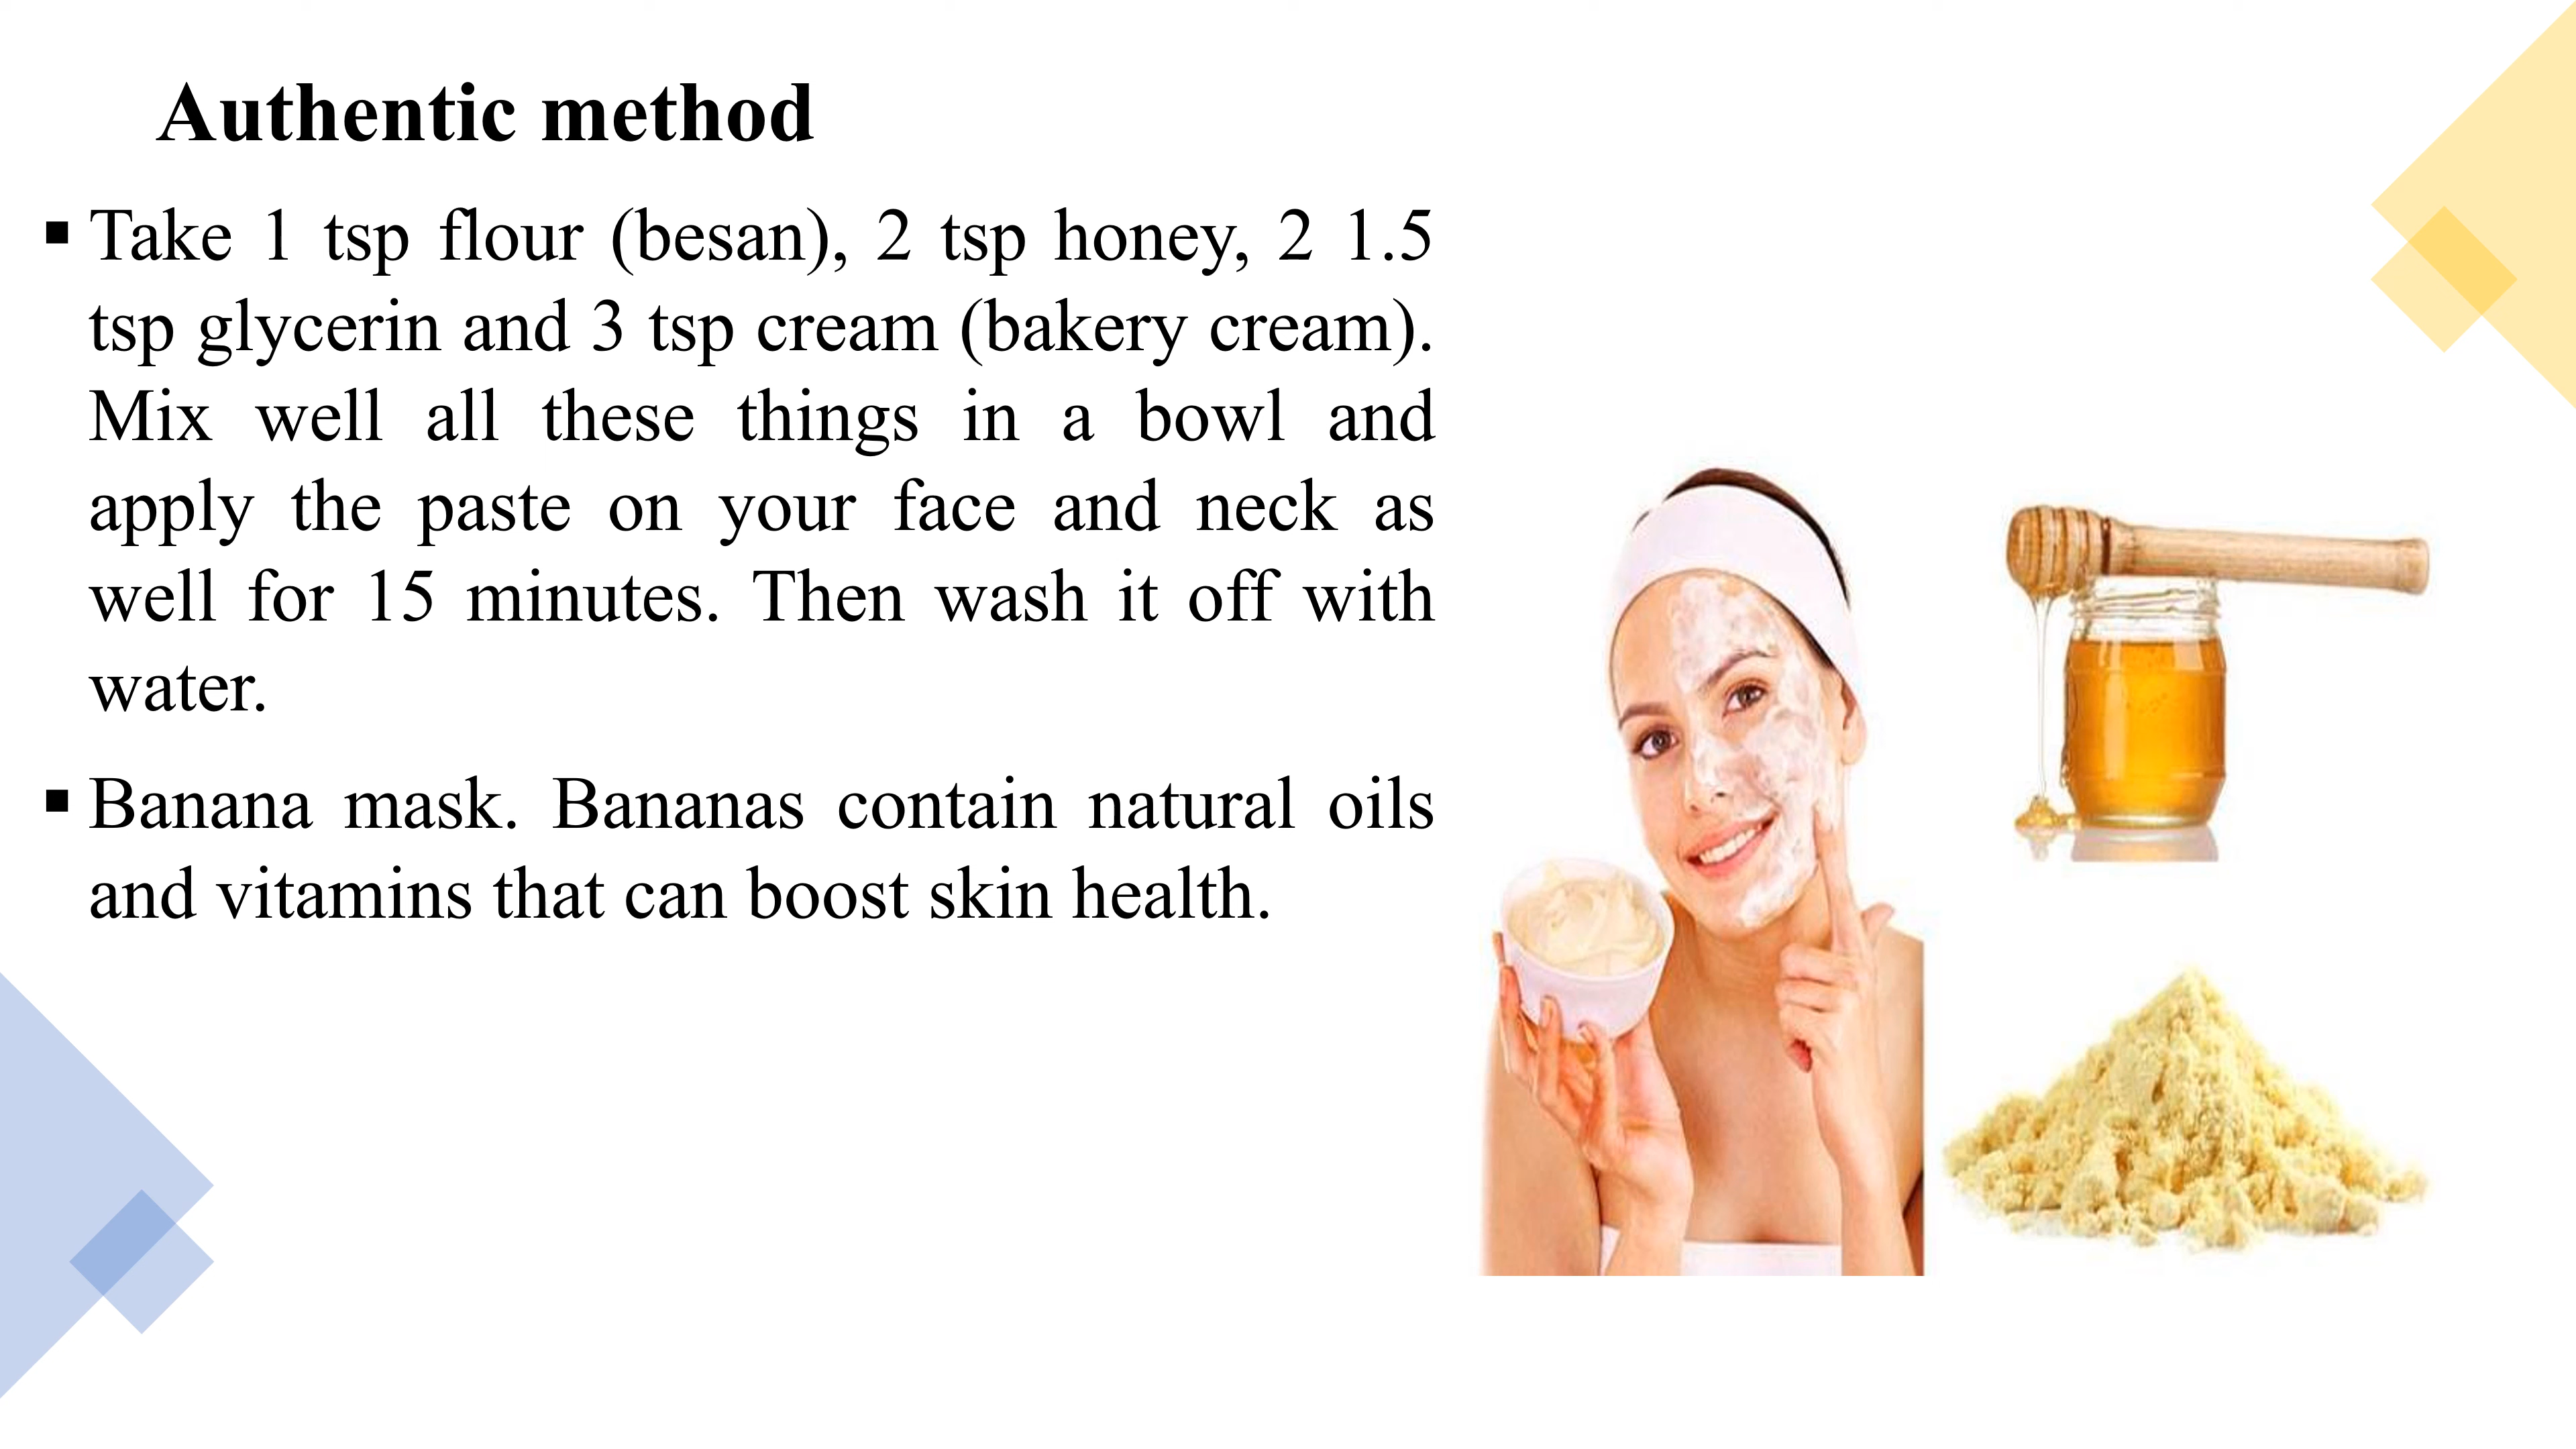 Authentic method
▪ Take 1 tsp flour (besan), 2 tsp honey, 2 1.5
tsp glycerin and 3 tsp cream (bakery cream).
Mix well all these things in a bowl and
apply the paste on your face and neck as
well for 15 minutes. Then wash it off with
water.
▪ Banana mask. Bananas contain natural oils
and vitamins that can boost skin health.